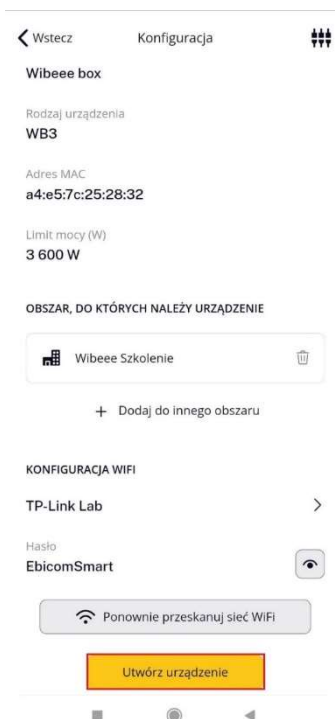 Wstecz Konfiguracja
Wibeee box
Rodzaj urządzenia
WB3
Adres MAC
a4:e5:7c:25:28:32
Limit mocy (W)
3 600 W
OBSZAR, DO KTÓRYCH NALEŻY URZĄDZENIE
Wibeee Szkolenie
+ Dodaj do innego obszaru
KONFIGURACJA WIFI
TP-Link Lab
Hasło
EbicomSmart
Ponownie przeskanuj sieć WiFi
Utwórz urządzenie